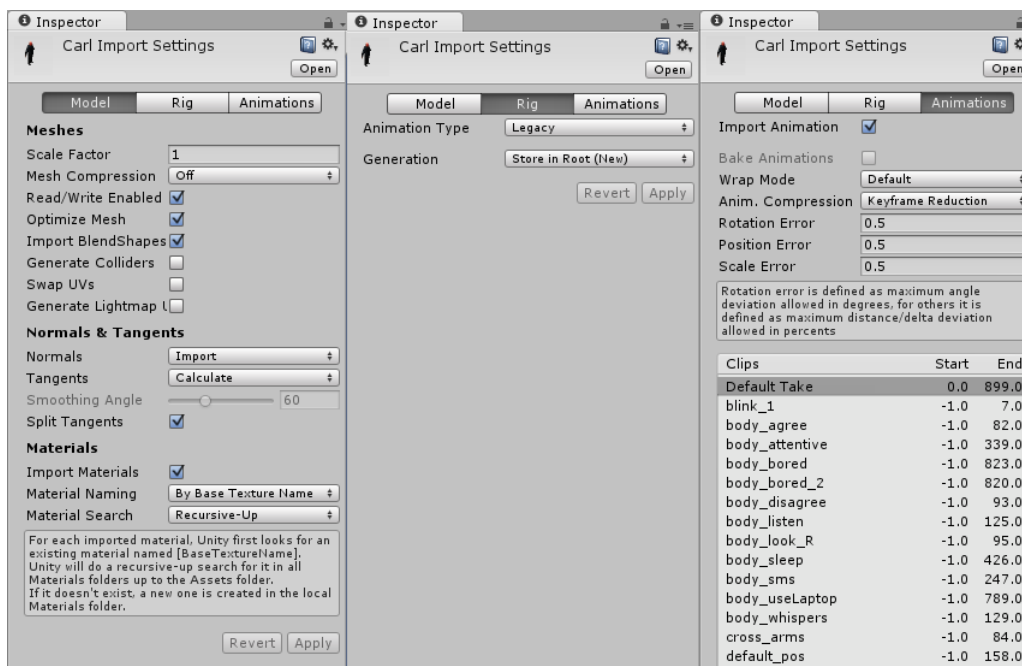 Inspector
Carl Import Settings
Open
Model Rig Animations
Meshes
Scale Factor 1
Mesh Compression Off
Read/Write Enabled
Optimize Mesh
Import BlendShapes
Generate Colliders
Swap UVs
Generate Lightmap U
Normals & Tangents
Normals Import
Tangents Calculate
Smoothing Angle 60
Split Tangents
Materials
Import Materials
Material Naming By Base Texture Name
Material Search Recursive-Up
For each imported material, Unity first looks for an
existing material named [BaseTextureName].
Unity will do a recursive-up search for it in all
Materials folders up to the Assets folder.
If it doesn't exist, a new one is created in the local
Materials folder.
Revert Apply
Inspector
Carl Import Settings
Open
Model Rig Animations
Animation Type Legacy
Generation Store in Root (New)
Revert Apply
Inspector
Carl Import Settings
Open
Model Rig Animations
Import Animation
Bake Animations
Wrap Mode Default
Anim. Compression Keyframe Reduction
Rotation Error 0.5
Position Error 0.5
Scale Error 0.5
Rotation error is defined as maximum angle
deviation allowed in degrees, for others it is
defined as maximum distance/delta deviation
allowed in percents
Clips Start End
Default Take 0.0 899.0
blink_1 -1.0 7.0
body_agree -1.0 82.0
body_attentive -1.0 339.0
body_bored -1.0 823.0
body_bored_2 -1.0 820.0
body_disagree -1.0 93.0
body_listen -1.0 125.0
body_look_R -1.0 95.0
body_sleep -1.0 426.0
body_sms -1.0 247.0
body_useLaptop -1.0 789.0
body_whispers -1.0 129.0
cross_arms -1.0 84.0
default_pos -1.0 158.0